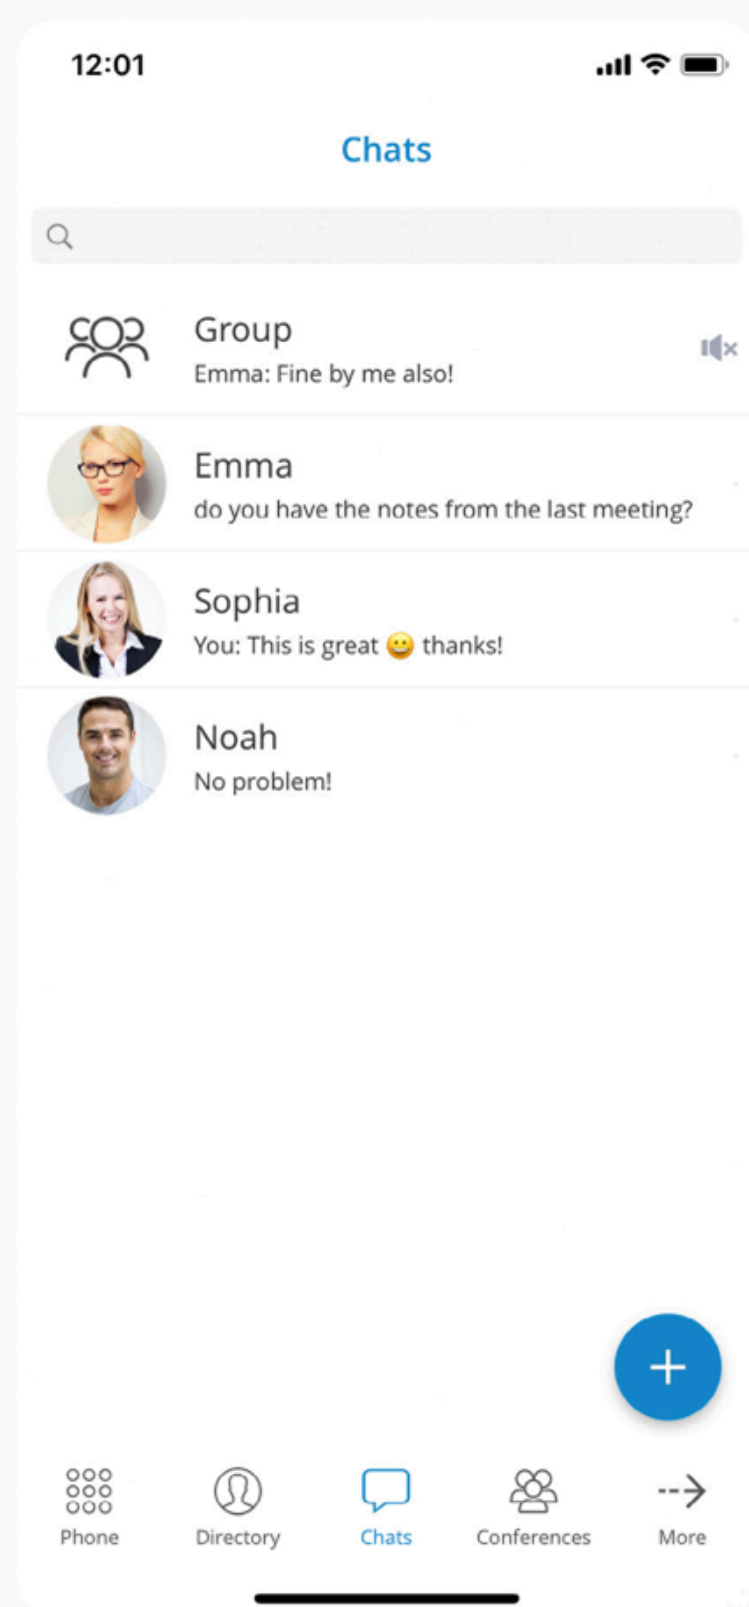 12:01
Chats
Group
Emma: Fine by me also!
Emma
do you have the notes from the last meeting?
Sophia
You: This is great 😀 thanks!
Noah
No problem!
Phone
Directory
Chats
Conferences
More